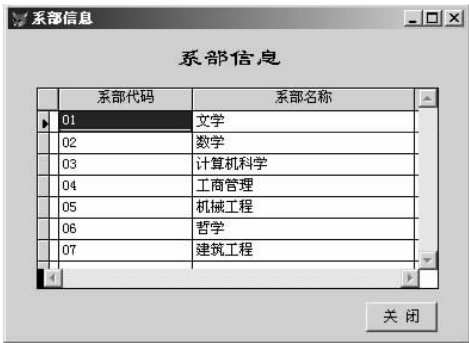 系部信息
系部信息
系部代码 系部名称
01 文学
02 数学
03 计算机科学
04 工商管理
05 机械工程
06 哲学
07 建筑工程
关 闭